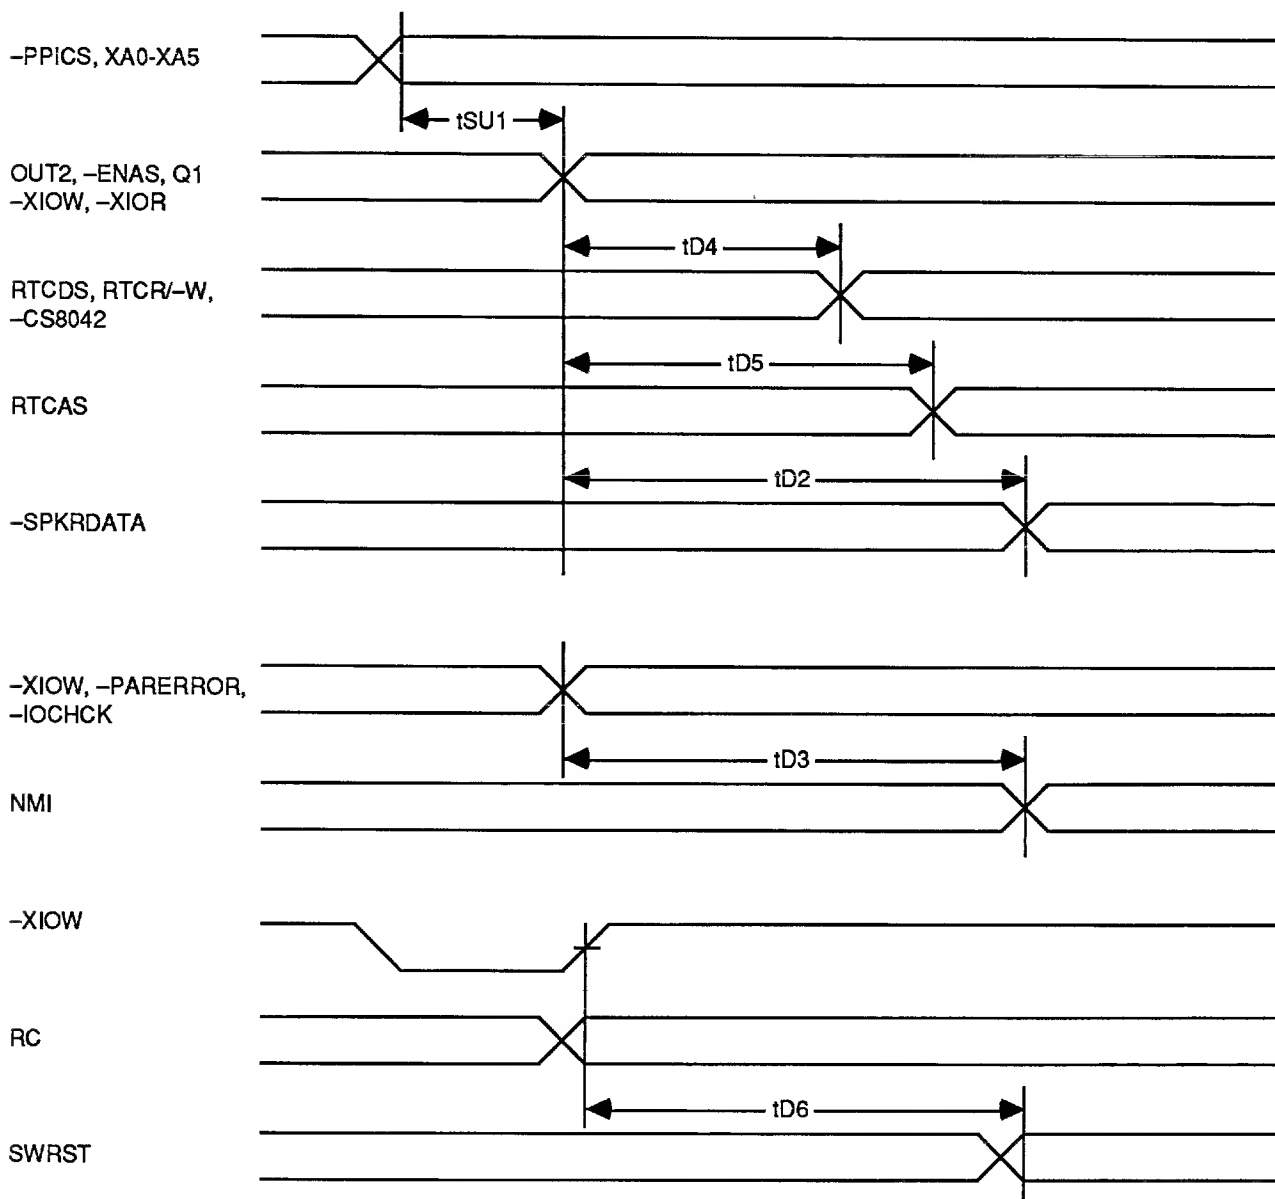 –PPICS, XA0-XA5
tSU1
OUT2, –ENAS, Q1
–XIOW, –XIOR
tD4
RTCDS, RTCR/–W,
–CS8042
tD5
RTCAS
tD2
–SPKRDATA
–XIOW, –PARERROR,
–IOCHCK
tD3
NMI
–XIOW
RC
tD6
SWRST